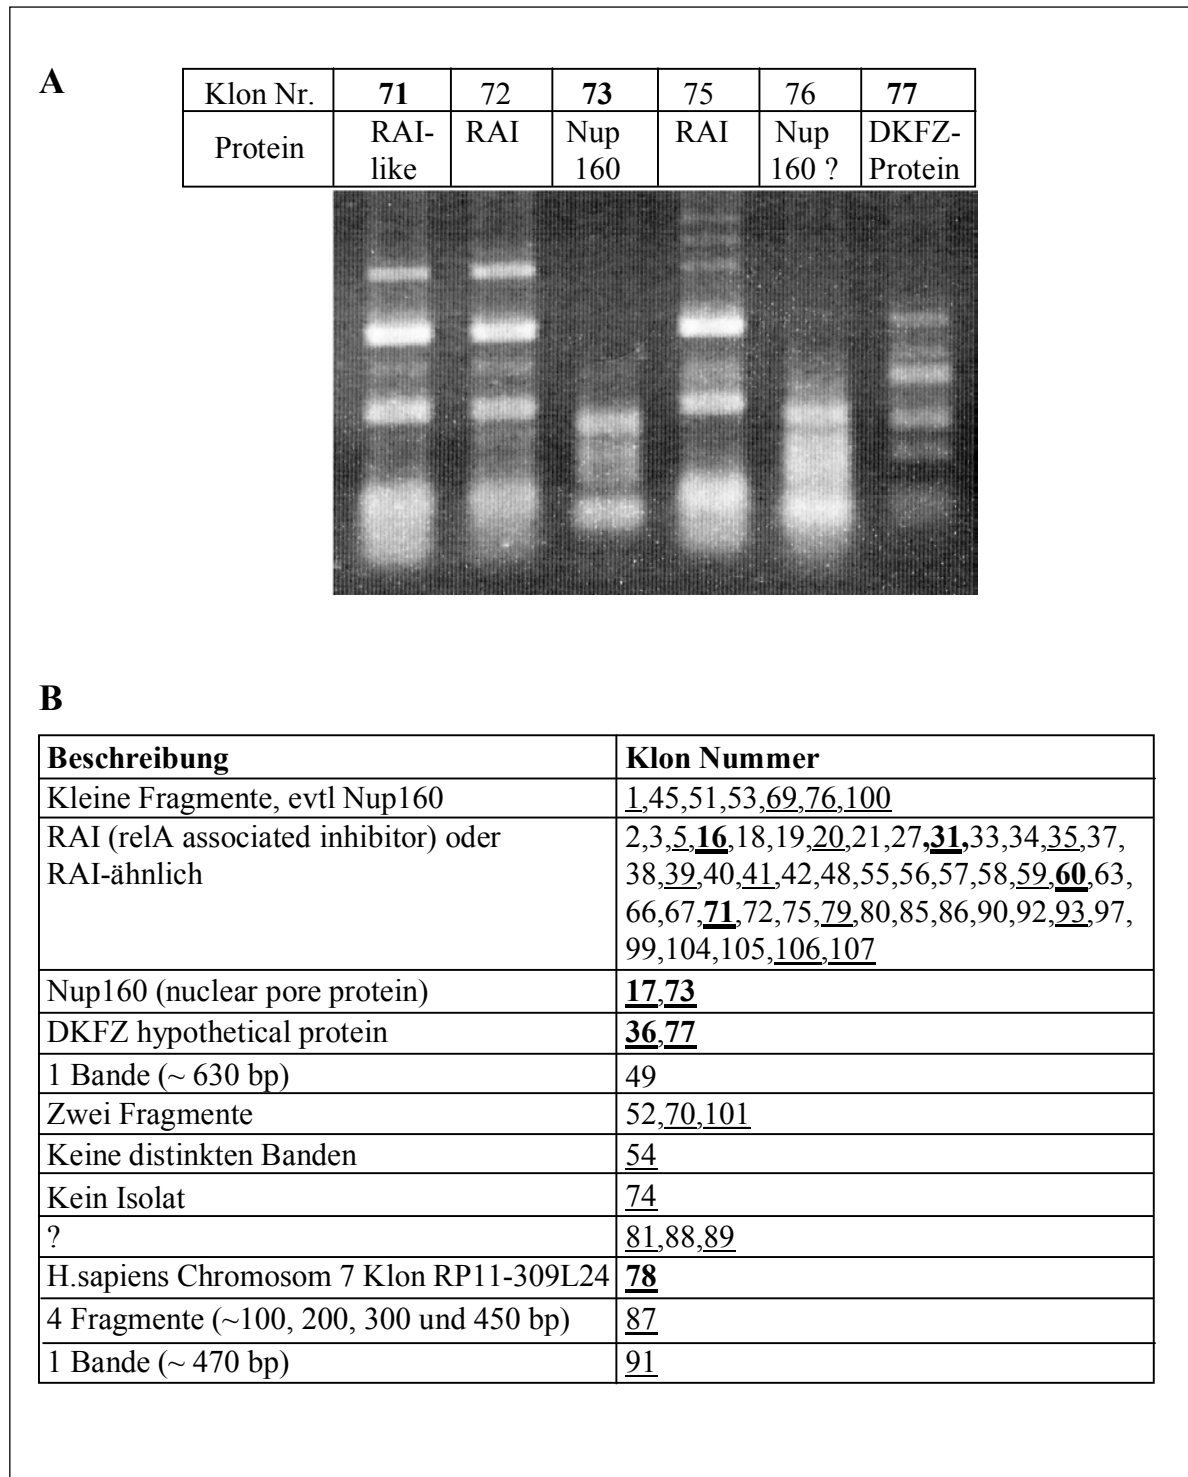 A
Klon Nr. 71 72 73 75 76 77
Protein RAI- RAI Nup RAI Nup DKFZ-
like 160 160 ? Protein
B
Beschreibung Klon Nummer
Kleine Fragmente, evtl Nup160 1,45,51,53,69,76,100
RAI (relA associated inhibitor) oder 2,3,5,16,18,19,20,21,27,31,33,34,35,37,
RAI-ähnlich 38,39,40,41,42,48,55,56,57,58,59,60,63,
66,67,71,72,75,79,80,85,86,90,92,93,97,
99,104,105,106,107
Nup160 (nuclear pore protein) 17,73
DKFZ hypothetical protein 36,77
1 Bande (~ 630 bp) 49
Zwei Fragmente 52,70,101
Keine distinkten Banden 54
Kein Isolat 74
? 81,88,89
H.sapiens Chromosom 7 Klon RP11-309L24 78
4 Fragmente (~100, 200, 300 und 450 bp) 87
1 Bande (~ 470 bp) 91